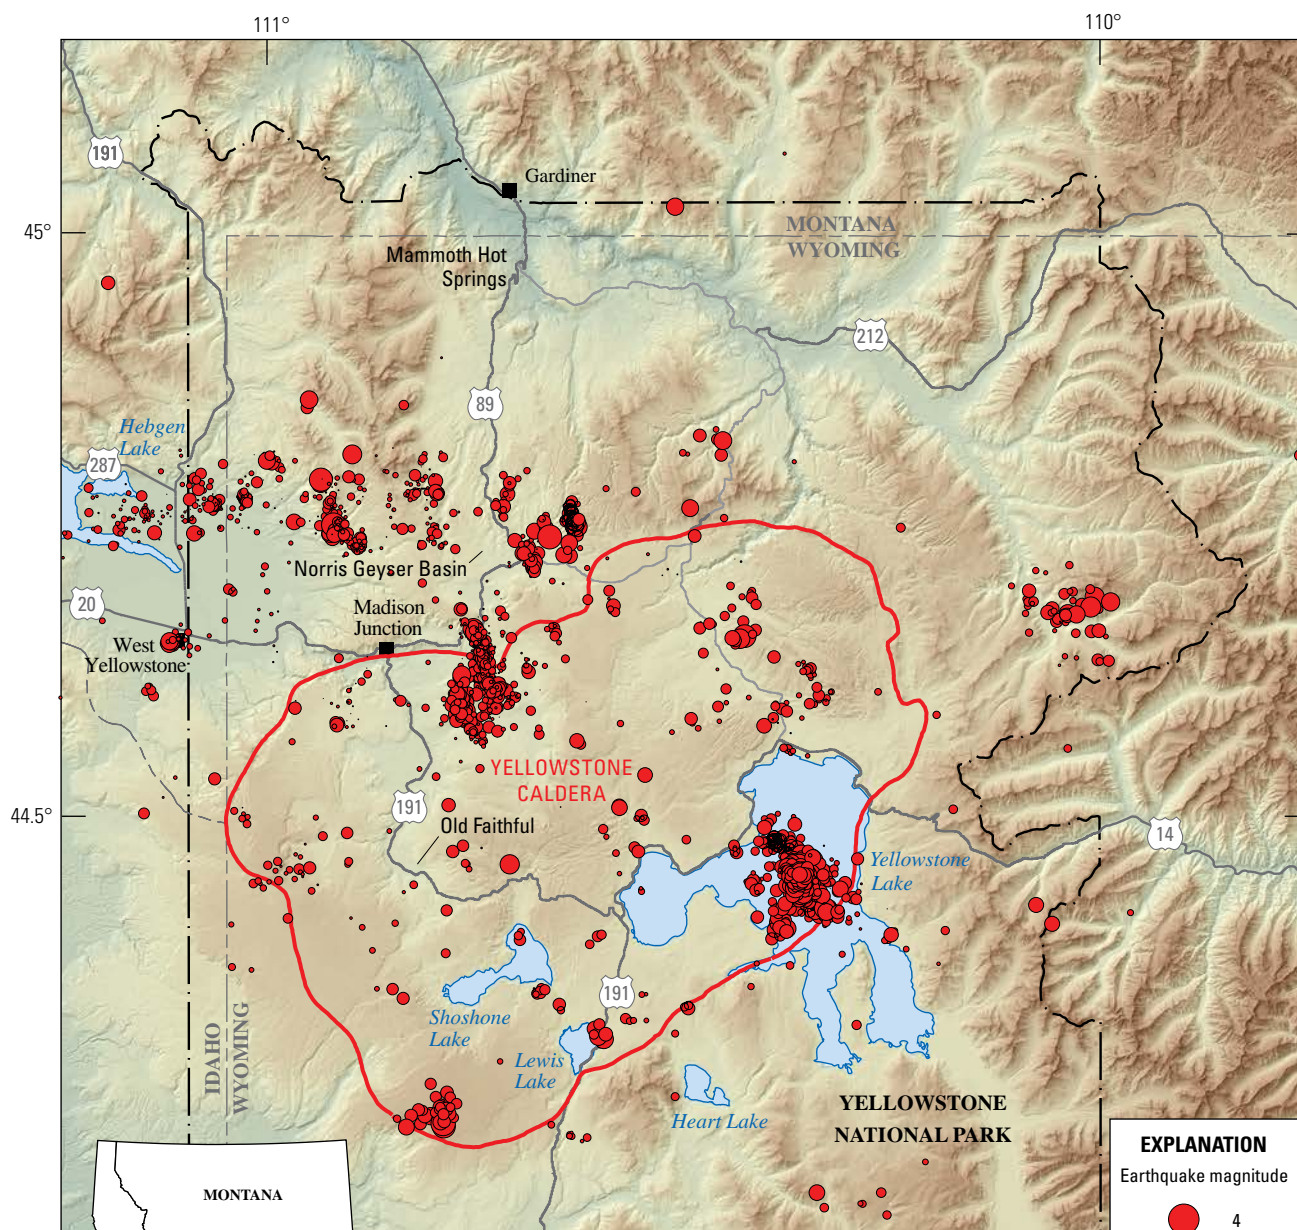 111°
110°
191
Gardiner
45°
MONTANA
WYOMING
Mammoth Hot
Springs
212
89
Hebgen
Lake
287
Norris Geyser Basin
20
Madison
Junction
West
Yellowstone
YELLOWSTONE
CALDERA
191
44.5°
Old Faithful
14
Yellowstone
Lake
191
Shoshone
Lake
IDAHO
WYOMING
Lewis
Lake
Heart Lake
YELLOWSTONE
NATIONAL PARK
EXPLANATION
Earthquake magnitude
4
MONTANA